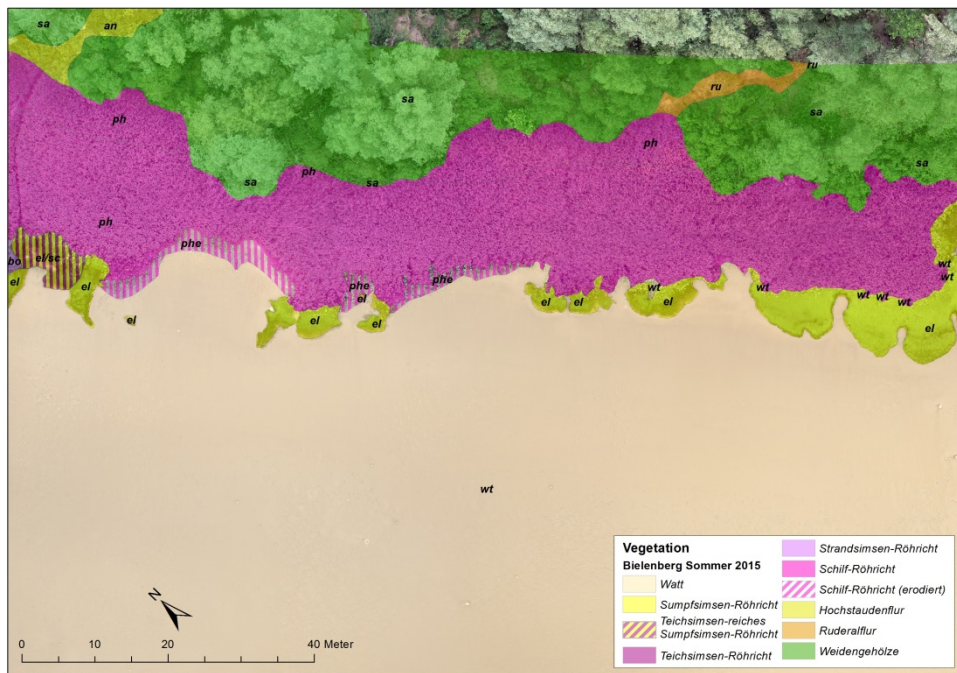 sa
an
ru
sa
ru
ph
sa
ph
ph
sa
sa
sa
ph
bo
el/sc
phe
wt
el
el
phe
phe
wt
el
wt
wt
wt
wt
wt
el
el
el
el
el
el
el
el
wt
Vegetation
Bielenberg Sommer 2015
Watt
Sumpfsimsen-Röhricht
Teichsimsen-reiches
Sumpfsimsen-Röhricht
Teichsimsen-Röhricht
Strandsimsen-Röhricht
Schilf-Röhricht
Schilf-Röhricht (erodiert)
Hochstaudenflur
Ruderalflur
Weidengehölze
N
0 10 20 40 Meter